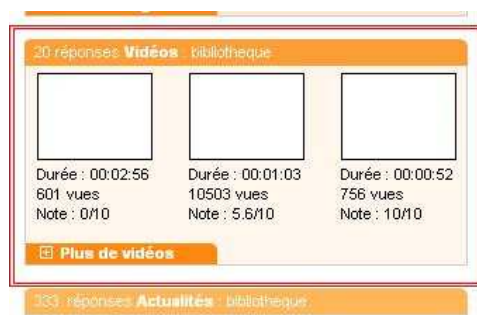 20 réponses Vidéos : bibliotheque
Durée : 00:02:56
601 vues
Note : 0/10
Durée : 00:01:03
10503 vues
Note : 5.6/10
Durée : 00:00:52
756 vues
Note : 10/10
Plus de vidéos
333 réponses Actualités : bibliotheque